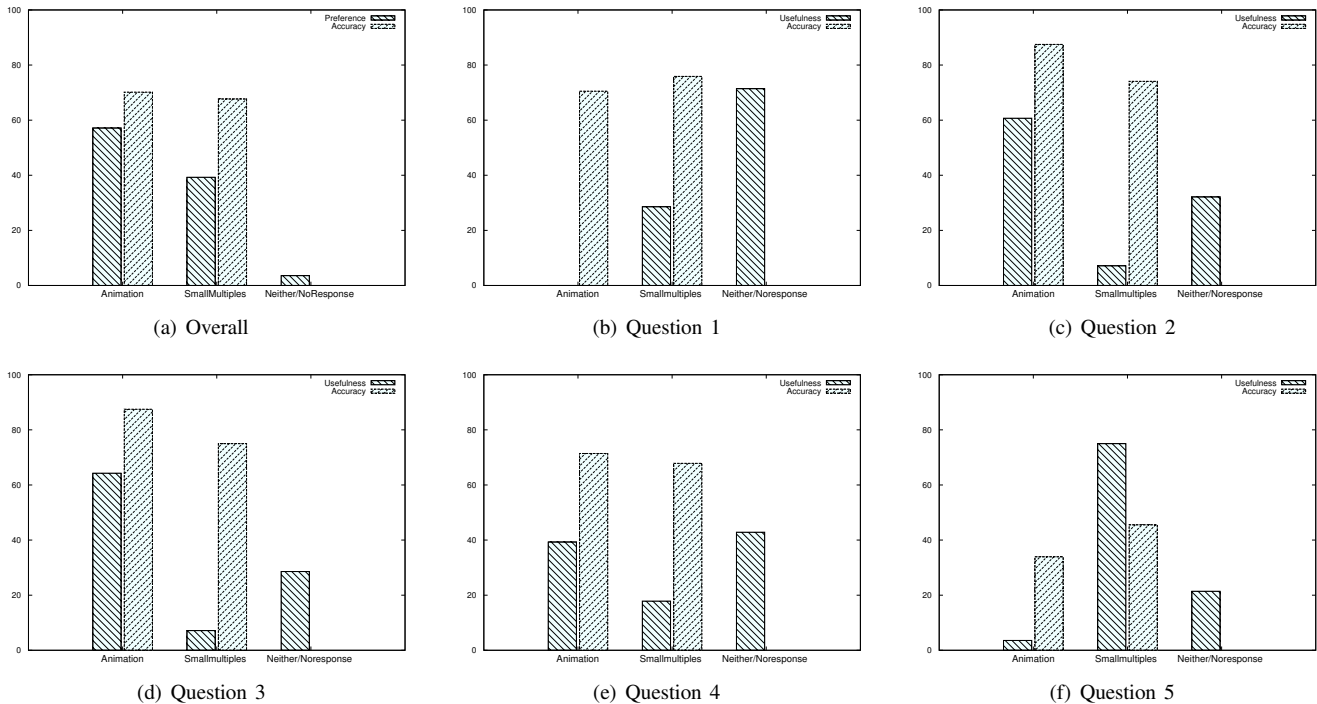 Preference
Accuracy
100
80
60
40
20
0
Animation SmallMultiples Neither/NoResponse
(a) Overall
Usefulness
Accuracy
100
80
60
40
20
0
Animation Smallmultiples Neither/Noresponse
(b) Question 1
Usefulness
Accuracy
100
80
60
40
20
0
Animation Smallmultiples Neither/Noresponse
(c) Question 2
Usefulness
Accuracy
100
80
60
40
20
0
Animation Smallmultiples Neither/Noresponse
(d) Question 3
Usefulness
Accuracy
100
80
60
40
20
0
Animation Smallmultiples Neither/Noresponse
(e) Question 4
Usefulness
Accuracy
100
80
60
40
20
0
Animation Smallmultiples Neither/Noresponse
(f) Question 5